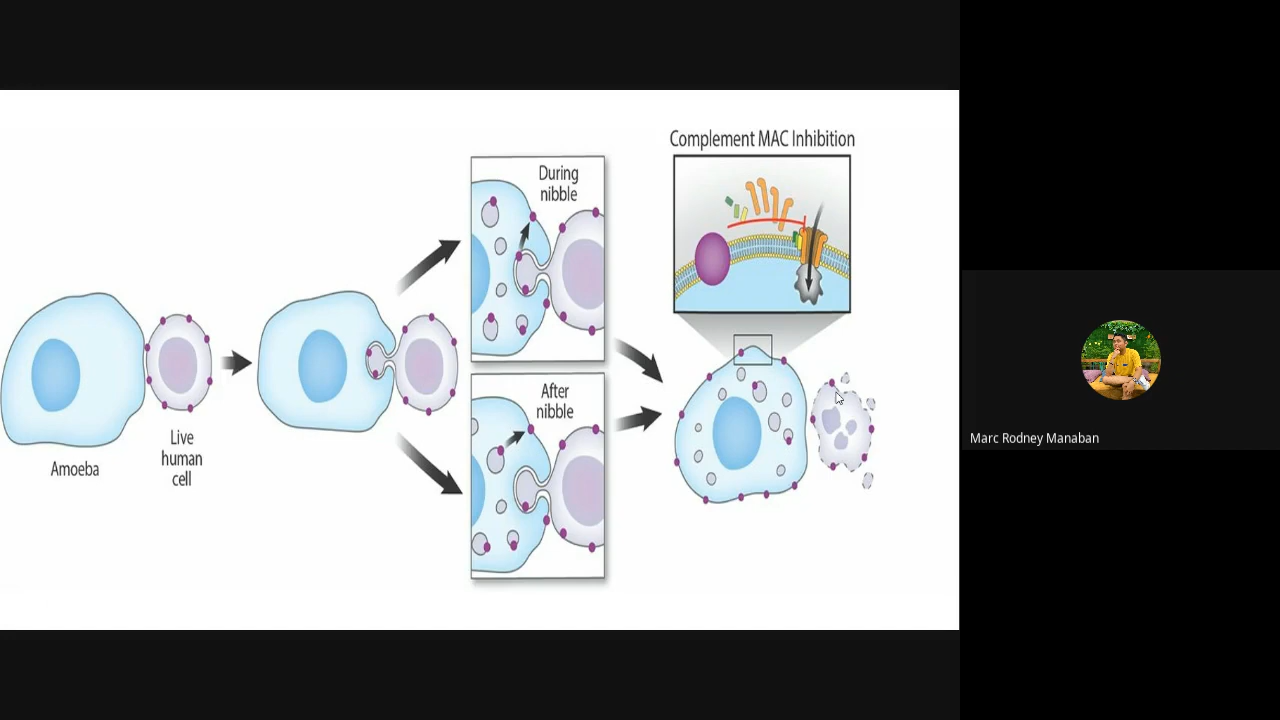 Complement MAC Inhibition
During
nibble
After
nibble
Live
human
cell
Amoeba
Marc Rodney Manaban